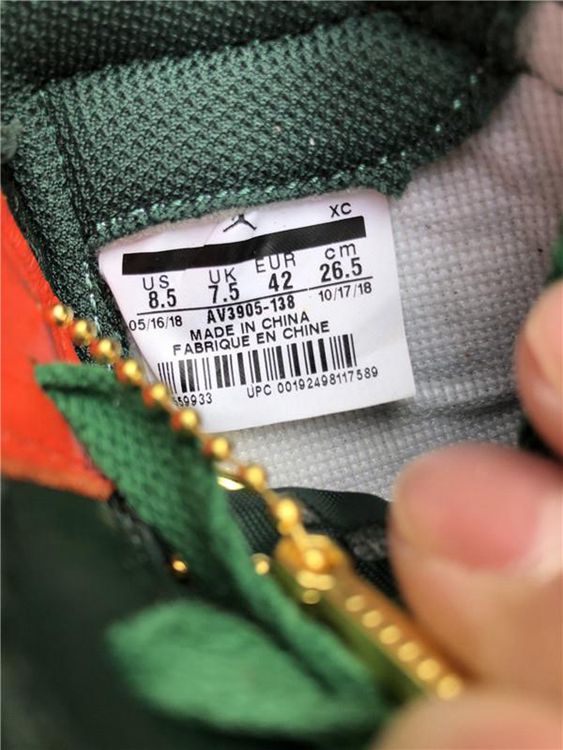 XC
US UK EUR cm
8.5 7.5 42 26.5
05/16/18 AV3905-138 10/17/18
MADE IN CHINA
FABRIQUE EN CHINE
59933 UPC 00192498117589